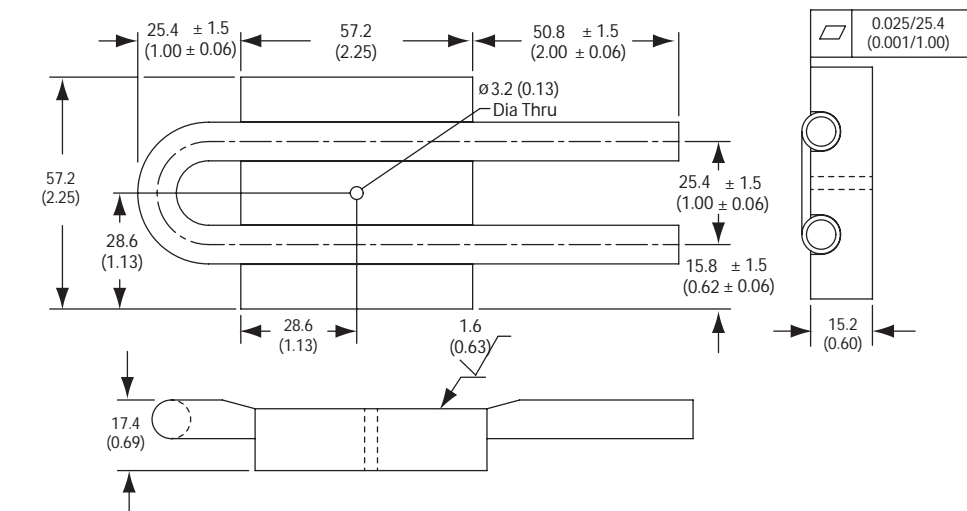 25.4 ± 1.5
(1.00 ± 0.06)
57.2
(2.25)
50.8 ± 1.5
(2.00 ± 0.06)
0.025/25.4
(0.001/1.00)
ø3.2 (0.13)
Dia Thru
57.2
(2.25)
28.6
(1.13)
25.4 ± 1.5
(1.00 ± 0.06)
15.8 ± 1.5
(0.62 ± 0.06)
28.6
(1.13)
1.6
(0.63)
15.2
(0.60)
17.4
(0.69)